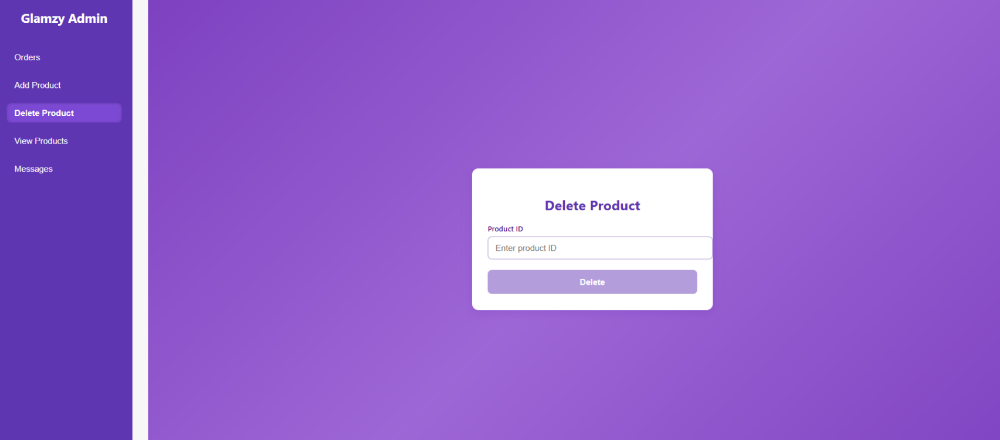 Glamzy Admin
Orders
Add Product
Delete Product
View Products
Messages
Delete Product
Product ID
Enter product ID
Delete